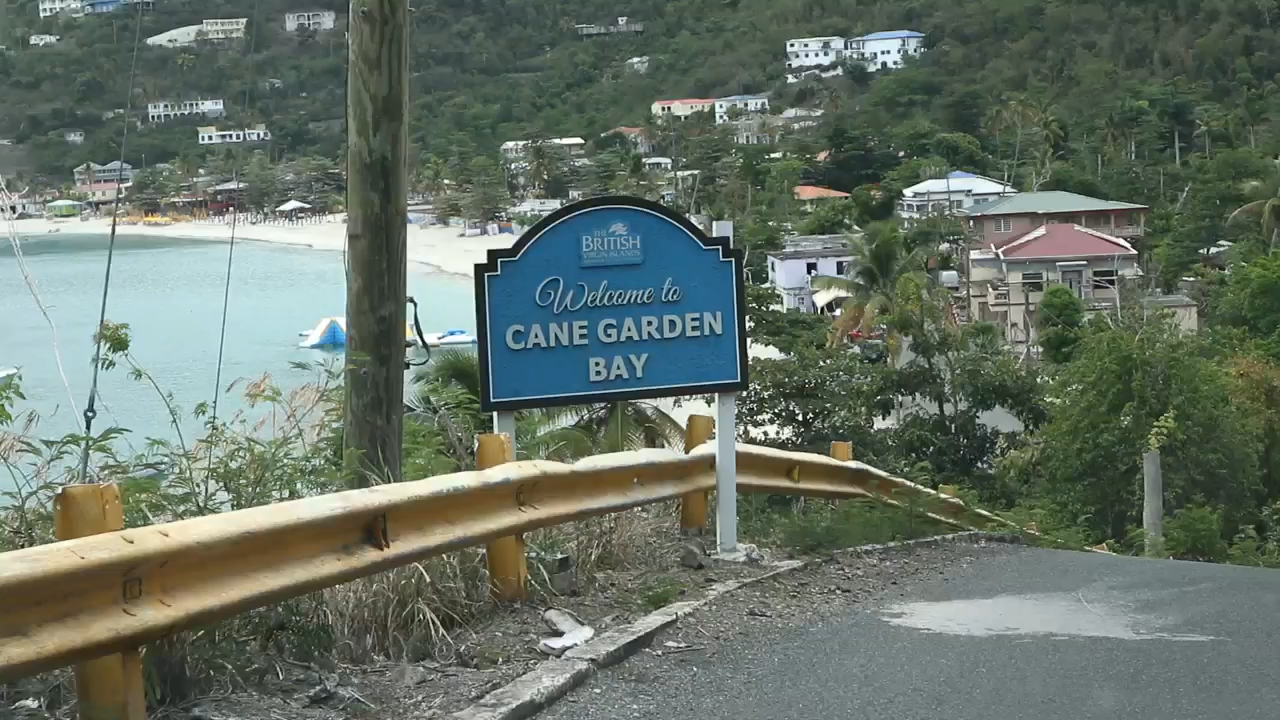 THE
BRITISH
VIRGIN ISLANDS
Welcome to
CANE GARDEN
BAY